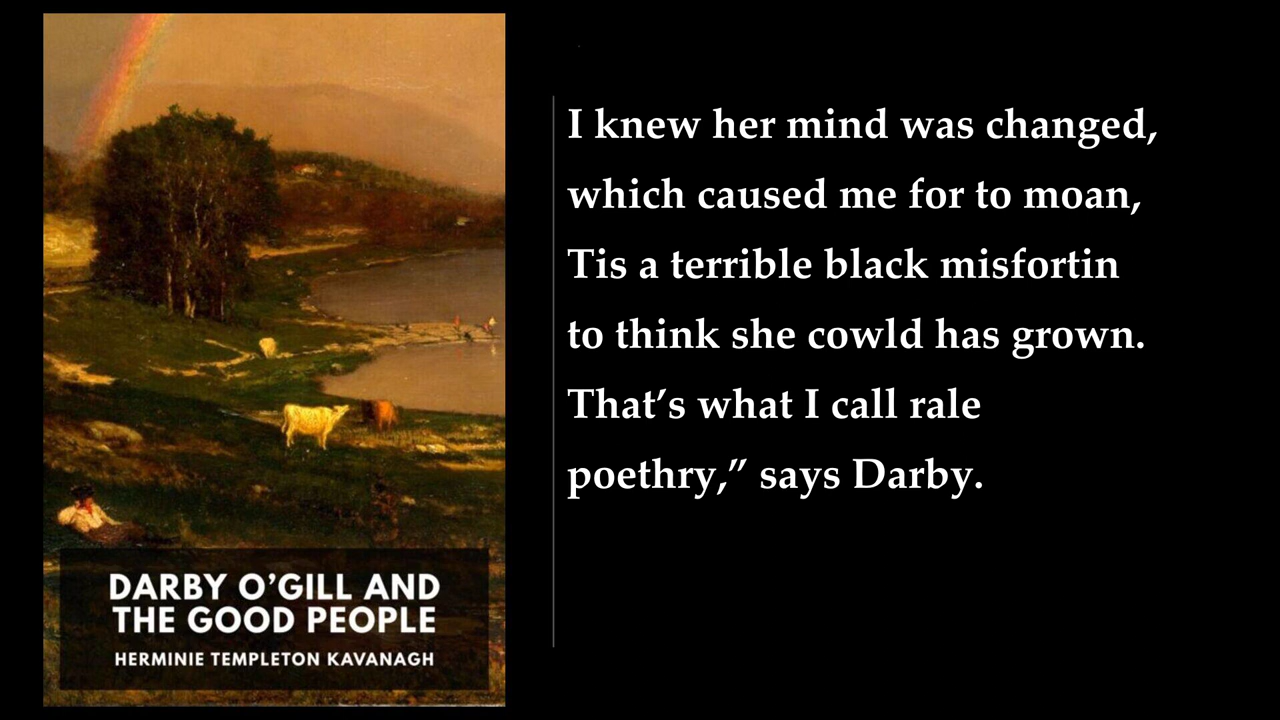 I knew her mind was changed,
which caused me for to moan,
Tis a terrible black misfortin
to think she cowld has grown.
That’s what I call rale
poethry,” says Darby.
DARBY O’GILL AND
THE GOOD PEOPLE
HERMINIE TEMPLETON KAVANAGH